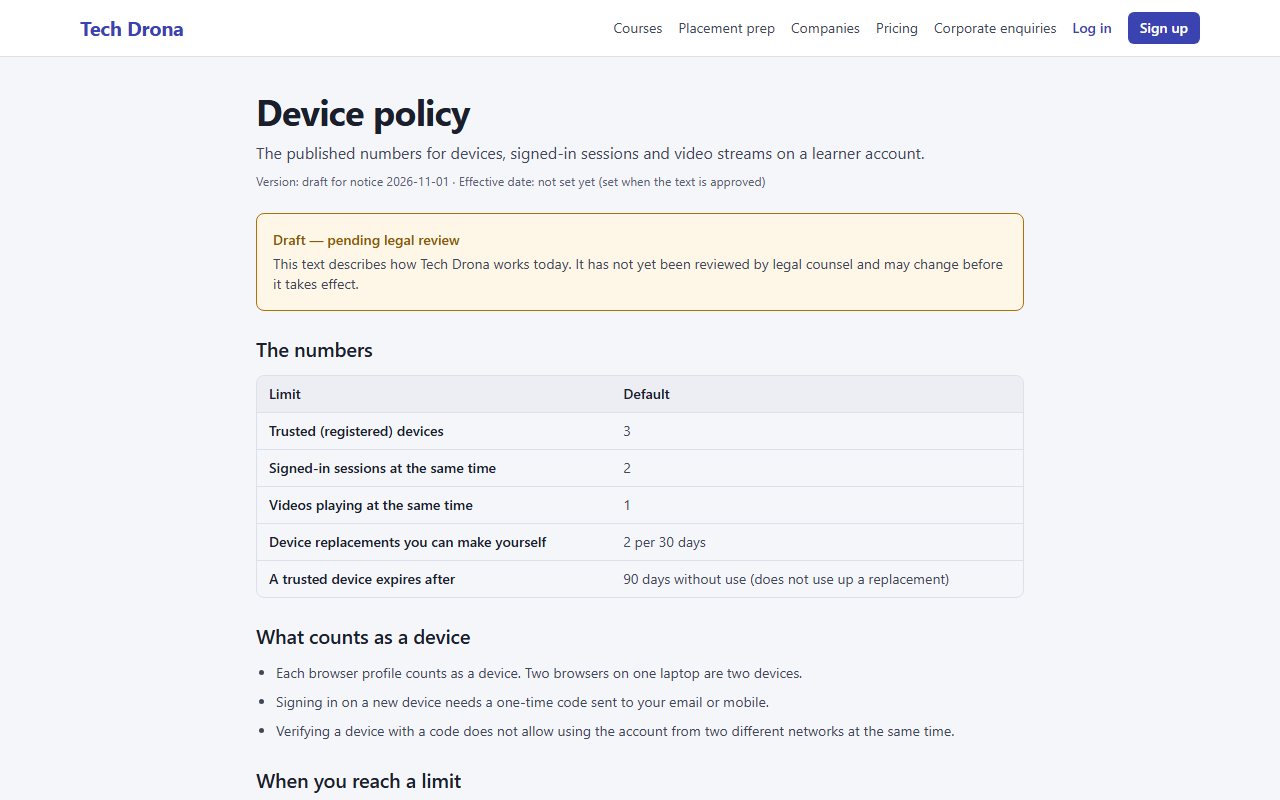 Tech Drona
Courses Placement prep Companies Pricing Corporate enquiries Log in Sign up
Device policy
The published numbers for devices, signed-in sessions and video streams on a learner account.
Version: draft for notice 2026-11-01 · Effective date: not set yet (set when the text is approved)
Draft — pending legal review
This text describes how Tech Drona works today. It has not yet been reviewed by legal counsel and may change before
it takes effect.
The numbers
Limit Default
Trusted (registered) devices 3
Signed-in sessions at the same time 2
Videos playing at the same time 1
Device replacements you can make yourself 2 per 30 days
A trusted device expires after 90 days without use (does not use up a replacement)
What counts as a device
• Each browser profile counts as a device. Two browsers on one laptop are two devices.
• Signing in on a new device needs a one-time code sent to your email or mobile.
• Verifying a device with a code does not allow using the account from two different networks at the same time.
When you reach a limit